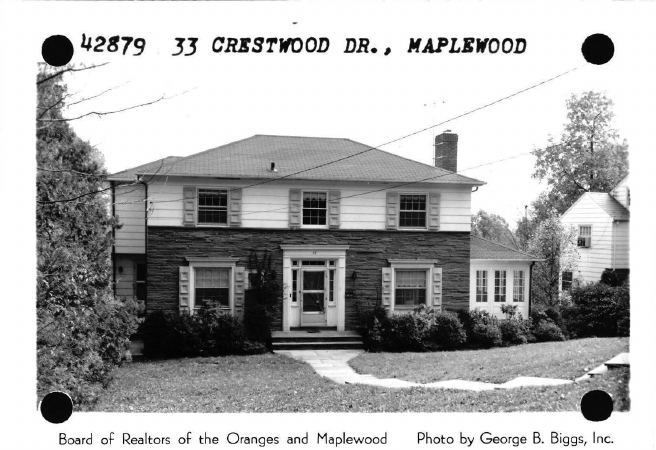 42879 33 CRESTWOOD DR., MAPLEWOOD
Board of Realtors of the Oranges and Maplewood Photo by George B. Biggs, Inc.